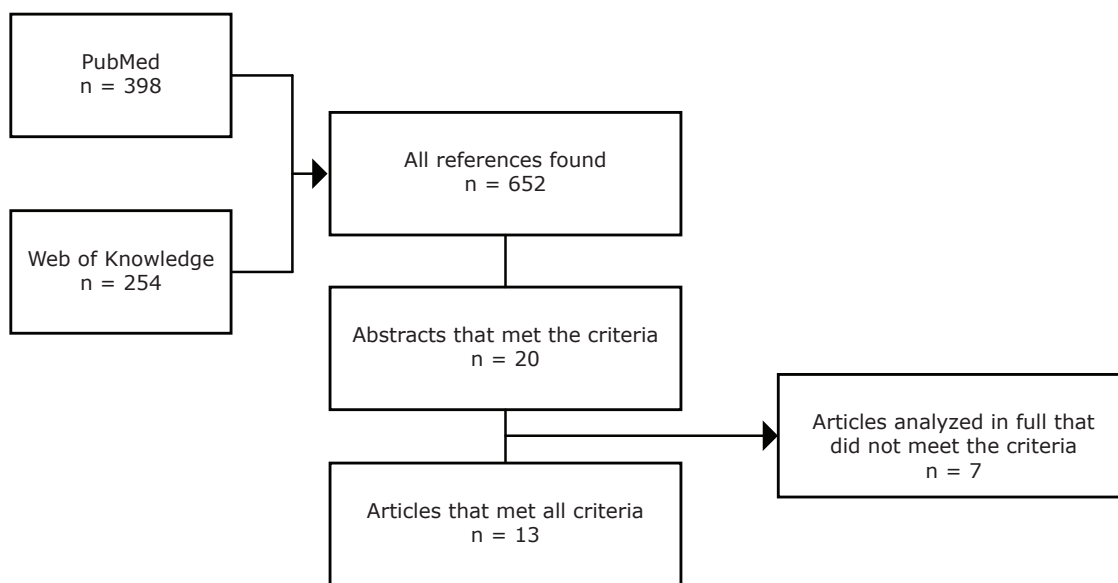 PubMed
n = 398
Web of Knowledge
n = 254
All references found
n = 652
Abstracts that met the criteria
n = 20
Articles analyzed in full that
did not meet the criteria
n = 7
Articles that met all criteria
n = 13